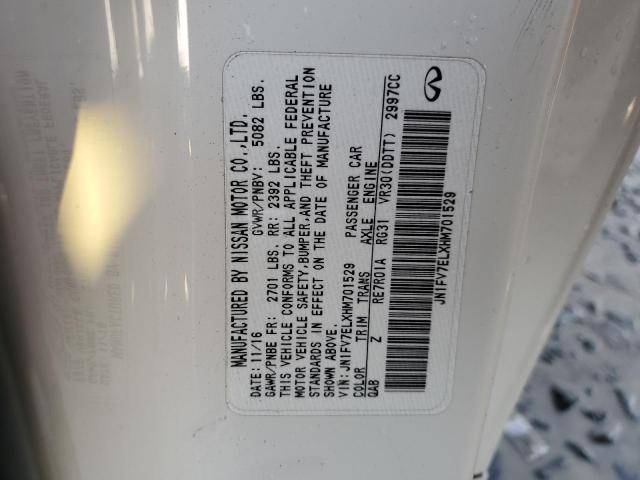 MANUFACTURED BY NISSAN MOTOR CO.,LTD.
DATE: 11/16 GVWR/PNBV: 5082 LBS.
GAWR/PNBE FR: 2701 LBS. RR: 2392 LBS.
THIS VEHICLE CONFORMS TO ALL APPLICABLE FEDERAL
MOTOR VEHICLE SAFETY,BUMPER,AND THEFT PREVENTION
STANDARDS IN EFFECT ON THE DATE OF MANUFACTURE
SHOWN ABOVE.
VIN: JN1FV7ELXHM701529 PASSENGER CAR
COLOR TRIM TRANS AXLE ENGINE
QAB Z RE7R01A RG31 VR30(DDTT) 2997CC
JN1FV7ELXHM701529